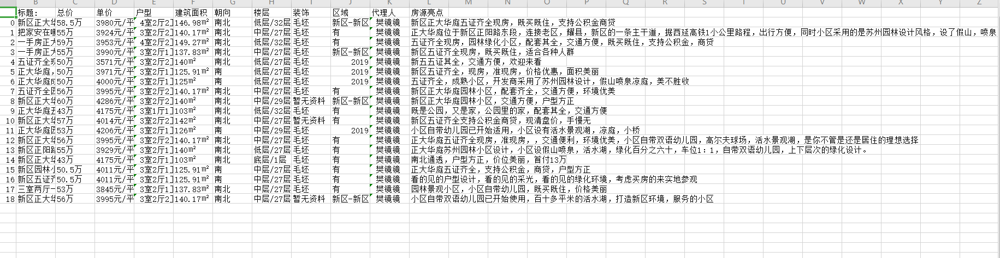 B C D E F G H I J K L M N O P Q R S T U V W X Y Z
标题： 总价 单价 户型 建筑面积 朝向 楼层 装饰 区域 代理人 房源亮点
0 新区正大华 58.5万 3980元/平 4室2厅2 146.98㎡ 南北 低层/32层 毛坯 新区-新区 樊镜镜 新区正大华庭五证齐全现房，既买既住，支持公积金商贷
1 把家安在 55万 3924元/平 3室2厅2 140.17㎡ 南北 中层/27层 毛坯 有 樊镜镜 正大华庭位于新区正阳路东段，连接老区，耀县，新区的一条主干道，据西延高铁1小公里路程，出行方便，同时小区采用的是苏州园林设计风格，设了假山，喷泉
2 一手房正大 59万 3953元/平 4室2厅2 149.27㎡ 南北 低层/32层 毛坯 有 樊镜镜 五证齐全现房，园林绿化小区，配套其全，交通方便，既买既住，支持公积金，商贷
3 一手房正大 55万 3990元/平 3室2厅1 137.83㎡ 南北 中层/27层 毛坯 新区-新区 樊镜镜 新区五证齐全现房，既买既住，适合各种人群
4 五证齐全现 50万 3571元/平 3室2厅2 140㎡ 南北 低层/27层 毛坯 2019 樊镜镜 新五五证其全，交通方便，欢迎来看
5 正大华庭， 50万 3971元/平 3室2厅1 125.91㎡ 南 低层/27层 毛坯 2019 樊镜镜 新区五证齐全，现房，准现房，价格优惠，面积美丽
6 正大华庭成 50万 4000元/平 3室2厅1 125㎡ 南 低层/27层 毛坯 2019 樊镜镜 五证齐全，成熟小区，开发商采用了苏州园林设计，假山喷泉凉庭，美不胜收
7 五证齐全园 56万 3995元/平 3室2厅2 140.17㎡ 南北 中层/27层 毛坯 有 樊镜镜 新区正大华庭园林小区，配套齐全，交通方便，环境优美
8 新区正大华 60万 4286元/平 3室2厅2 140㎡ 南北 中层/29层 暂无资料 新区-新区 樊镜镜 新区正大华庭园林小区，交通方便，户型方正
9 正大华庭五 43万 4175元/平 3室1厅1 103㎡ 南北 低层/32层 毛坯 有 樊镜镜 既是公园，又是家，公园里的家，配套其全，交通方便
10 新区正大华 57万 4014元/平 3室2厅2 142㎡ 南北 中层/27层 暂无资料 有 樊镜镜 新区五证齐全支持公积金商贷，现清盘价，手慢无
11 正大华庭园 53万 4206元/平 3室2厅1 126㎡ 南 中层/29层 毛坯 2019 樊镜镜 小区自带幼儿园已开始适用，小区设有活水景观湖，凉庭，小桥
12 新区正大华 56万 3995元/平 3室2厅2 140.17㎡ 南北 中层/27层 毛坯 有 樊镜镜 正大华庭五证齐全现房，准现房，，交通便利，环境优美，小区自带双语幼儿园，高尔夫球场，活水景观湖，是你不管是还是居住的理想选择
13 新区正阳路 55万 3929元/平 3室2厅1 140㎡ 南北 低层/27层 毛坯 有 樊镜镜 正大华庭苏州园林小区设计，小区设假山喷泉，活水湖，绿化百分之六十，车位1：1，自带双语幼儿园，上下层次的绿化设计。
14 新区正大华 43万 4175元/平 3室2厅1 103㎡ 南北 底层/1层 毛坯 有 樊镜镜 南北通透，户型方正，价位美丽，首付13万
15 新区园林小 50.5万 4011元/平 3室2厅1 125.91㎡ 南 中层/27层 毛坯 有 樊镜镜 正大华庭五证齐全，支持公积金，商贷，户型方正
16 新区五证齐 50.5万 4011元/平 3室2厅1 125.91㎡ 南 中层/27层 毛坯 有 樊镜镜 看的见的户型设计，看的见的采光，看的见的绿化环境，考虑买房的来实地参观
17 三室两厅一 53万 3845元/平 3室2厅1 137.83㎡ 南北 中层/27层 毛坯 有 樊镜镜 园林景观小区，小区自带幼儿园，既买既住，价格美丽
18 新区正大华 56万 3995元/平 3室2厅2 140.17㎡ 南北 中层/27层 暂无资料 新区-新区 樊镜镜 小区自带双语幼儿园已开始使用，百十多平米的活水湖，打造新区环境，服务的小区